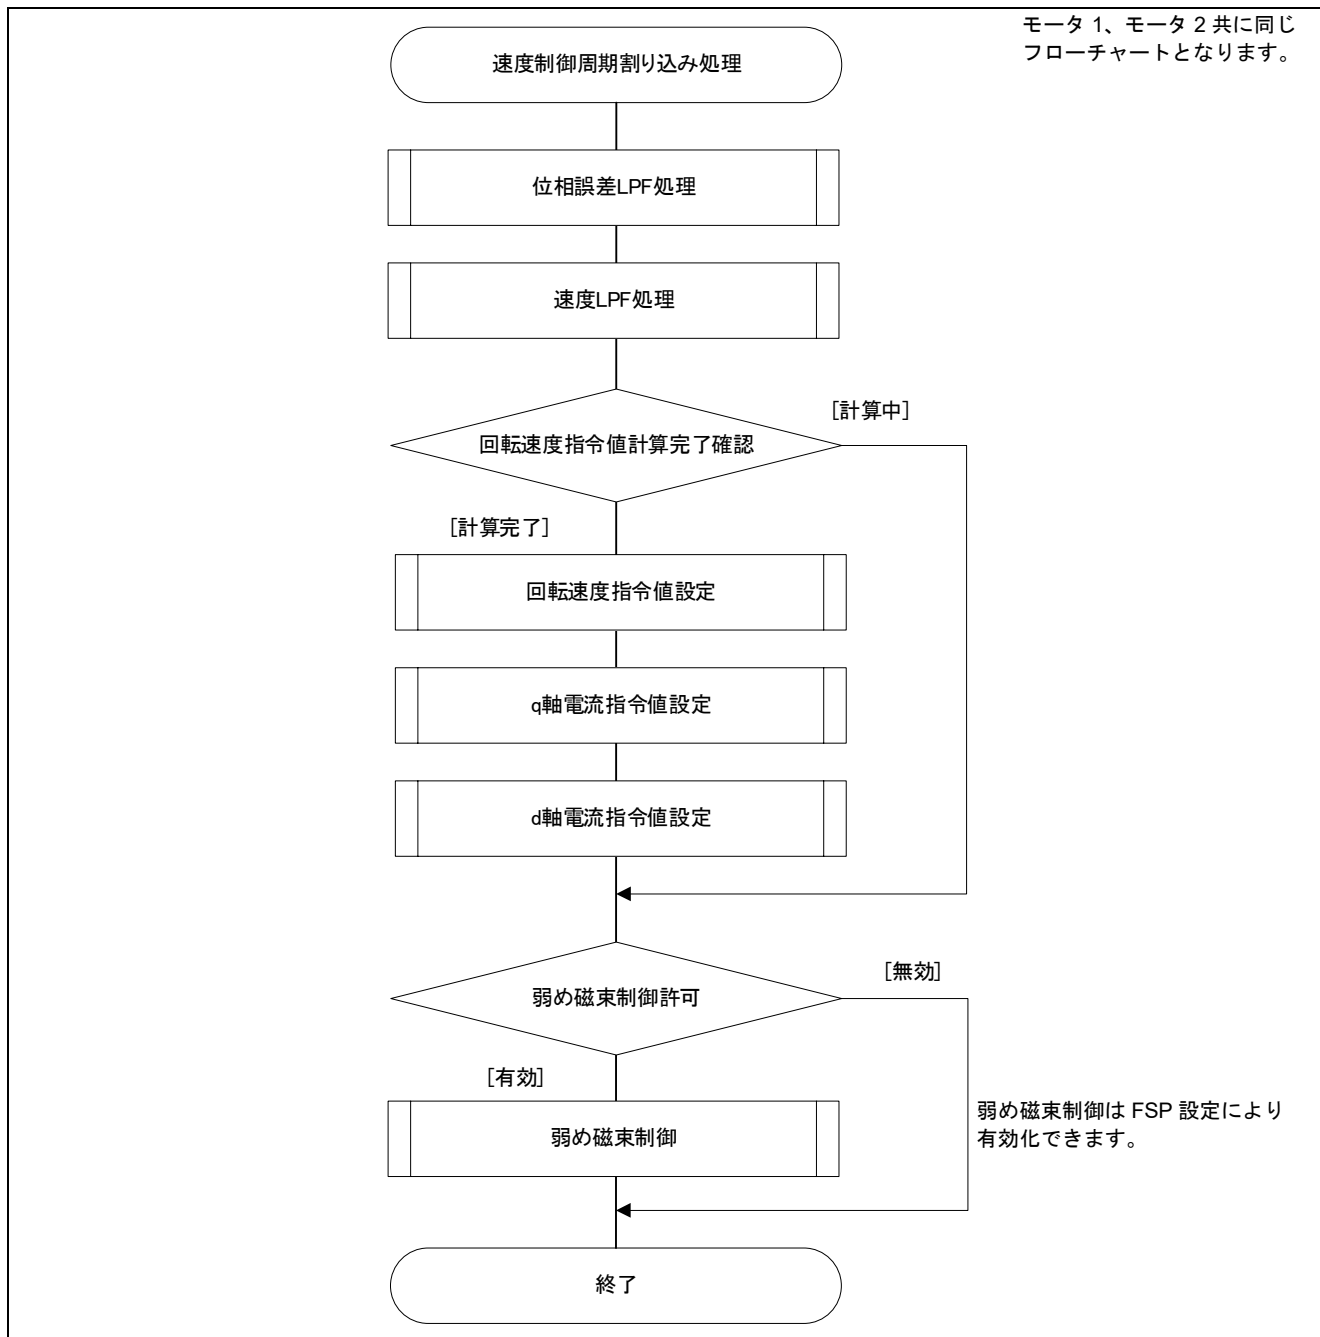 モータ 1、モータ 2 共に同じ
フローチャートとなります。
速度制御周期割り込み処理
位相誤差LPF処理
速度LPF処理
[計算中]
回転速度指令値計算完了確認
[計算完了]
回転速度指令値設定
q軸電流指令値設定
d軸電流指令値設定
[無効]
弱め磁束制御許可
[有効]
弱め磁束制御は FSP 設定により
有効化できます。
弱め磁束制御
終了